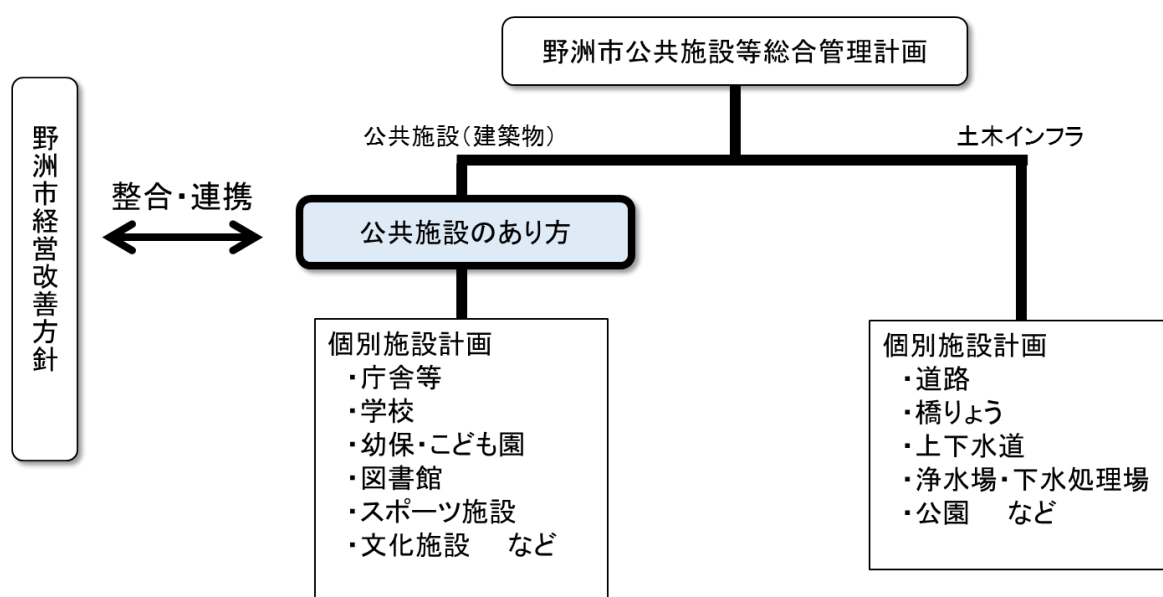 野洲市公共施設等総合管理計画
公共施設（建築物）
土木インフラ
野洲市経営改善方針
整合・連携
公共施設のあり方
個別施設計画
・庁舎等
・学校
・幼保・こども園
・図書館
・スポーツ施設
・文化施設　など
個別施設計画
・道路
・橋りょう
・上下水道
・浄水場・下水処理場
・公園　など